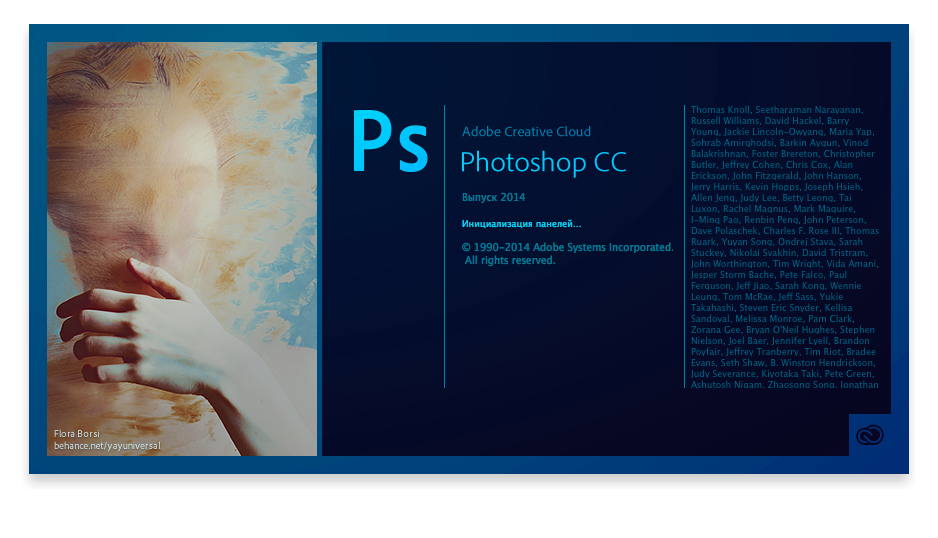 Ps
Adobe Creative Cloud
Photoshop CC
Выпуск 2014
Инициализация панелей...
© 1990-2014 Adobe Systems Incorporated.
All rights reserved.
Thomas Knoll, Seetharaman Narayanan,
Russell Williams, David Hackel, Barry
Young, Jackie Lincoln-Owyang, Maria Yap,
Sohrab Amirghodsi, Barkin Aygun, Vinod
Balakrishnan, Foster Brereton, Christopher
Butler, Jeffrey Cohen, Chris Cox, Alan
Erickson, John Fitzgerald, John Hanson,
Jerry Harris, Kevin Hopps, Joseph Hsieh,
Allen Jeng, Judy Lee, Betty Leong, Tai
Luxon, Rachel Magnus, Mark Maguire,
I-Ming Pao, Renbin Peng, John Peterson,
Dave Polaschek, Charles F. Rose III, Thomas
Ruark, Yuyan Song, Ondrej Stava, Sarah
Stuckey, Nikolai Svakhin, David Tristram,
John Worthington, Tim Wright, Vida Amani,
Jesper Storm Bache, Pete Falco, Paul
Ferguson, Jeff Jiao, Sarah Kong, Wennie
Leung, Tom McRae, Jeff Sass, Yukie
Takahashi, Steven Eric Snyder, Kellisa
Sandoval, Melissa Monroe, Pam Clark,
Zorana Gee, Bryan O'Neil Hughes, Stephen
Nielson, Joel Baer, Jennifer Lyell, Brandon
Poyfair, Jeffrey Tranberry, Tim Riot, Bradee
Evans, Seth Shaw, B. Winston Hendrickson,
Judy Severance, Kiyotaka Taki, Pete Green,
Ashutosh Nigam, Zhaosong Song, Jonathan
Flora Borsi
behance.net/yayuniversal